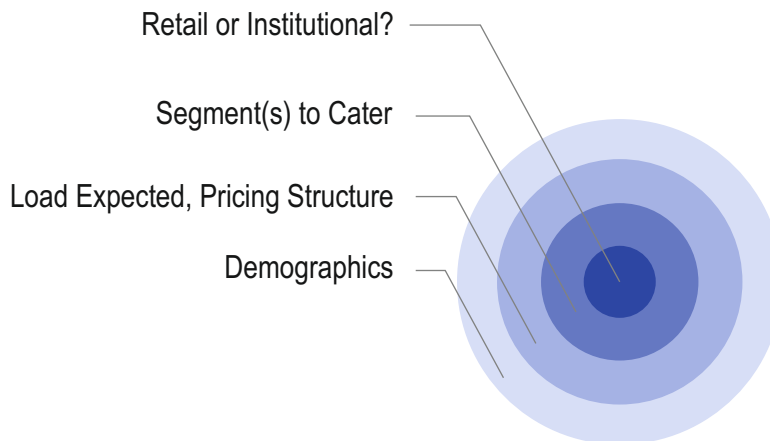 Retail or Institutional?
Segment(s) to Cater
Load Expected, Pricing Structure
Demographics